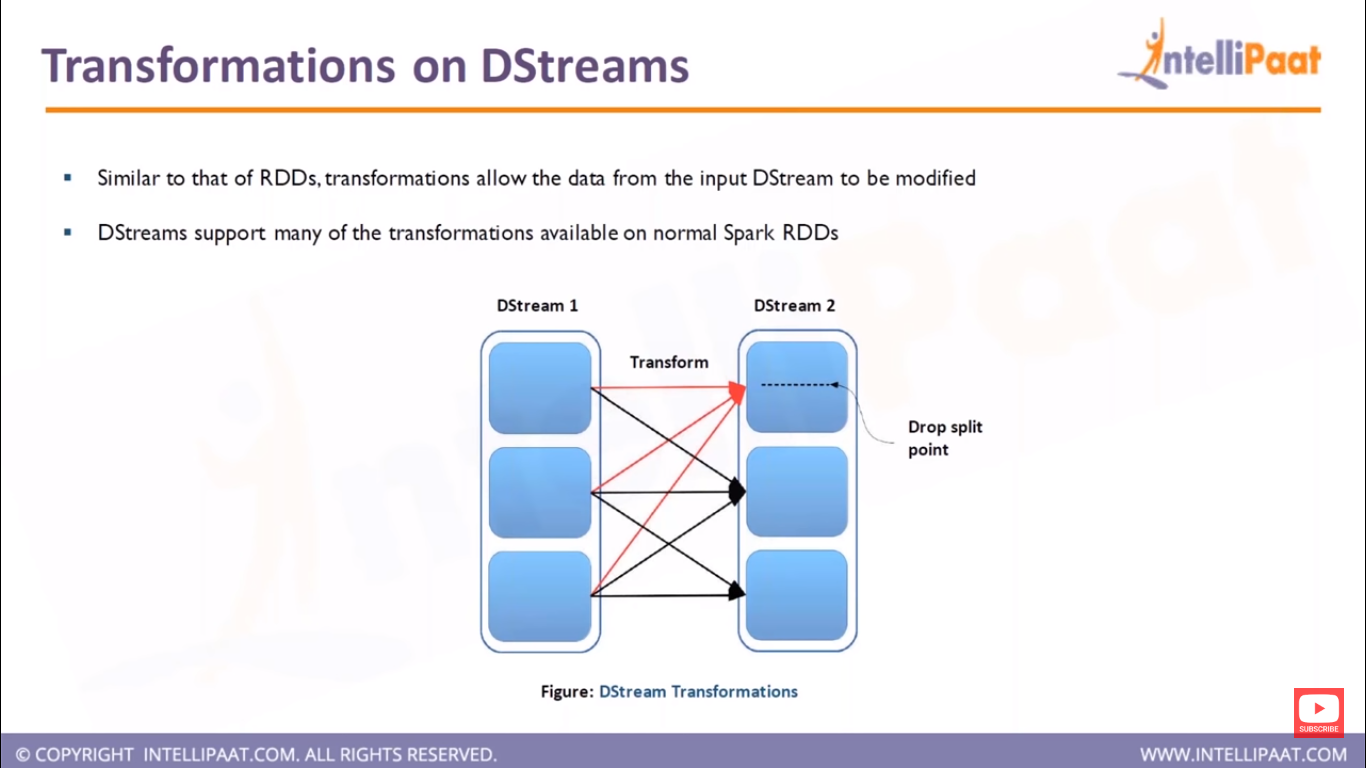 Transformations on DStreams
IntelliPaat
▪ Similar to that of RDDs, transformations allow the data from the input DStream to be modified
▪ DStreams support many of the transformations available on normal Spark RDDs
DStream 1
DStream 2
Transform
Drop split
point
Figure: DStream Transformations
SUBSCRIBE
© COPYRIGHT INTELLIPAAT.COM. ALL RIGHTS RESERVED.
WWW.INTELLIPAAT.COM